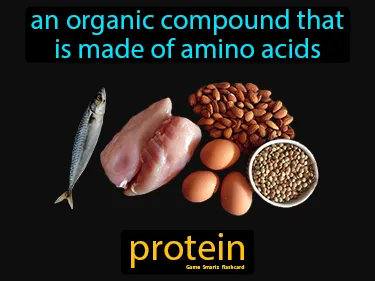 an organic compound that
is made of amino acids
protein
Game Smartz Flashcard